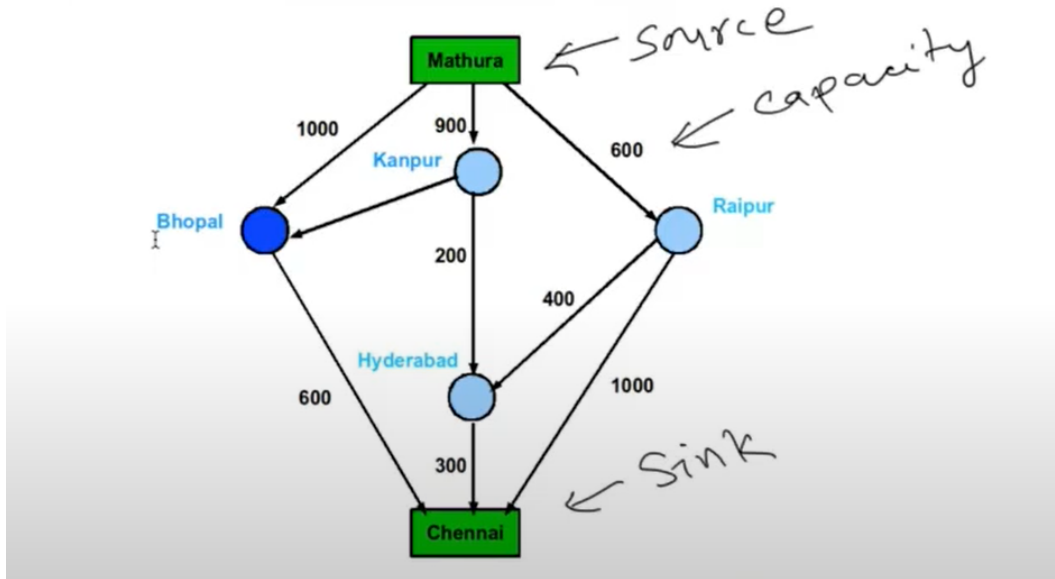 Source
Mathura
capacity
1000
900
600
Kanpur
Raipur
Bhopal
200
400
Hyderabad
1000
600
Sink
300
Chennai